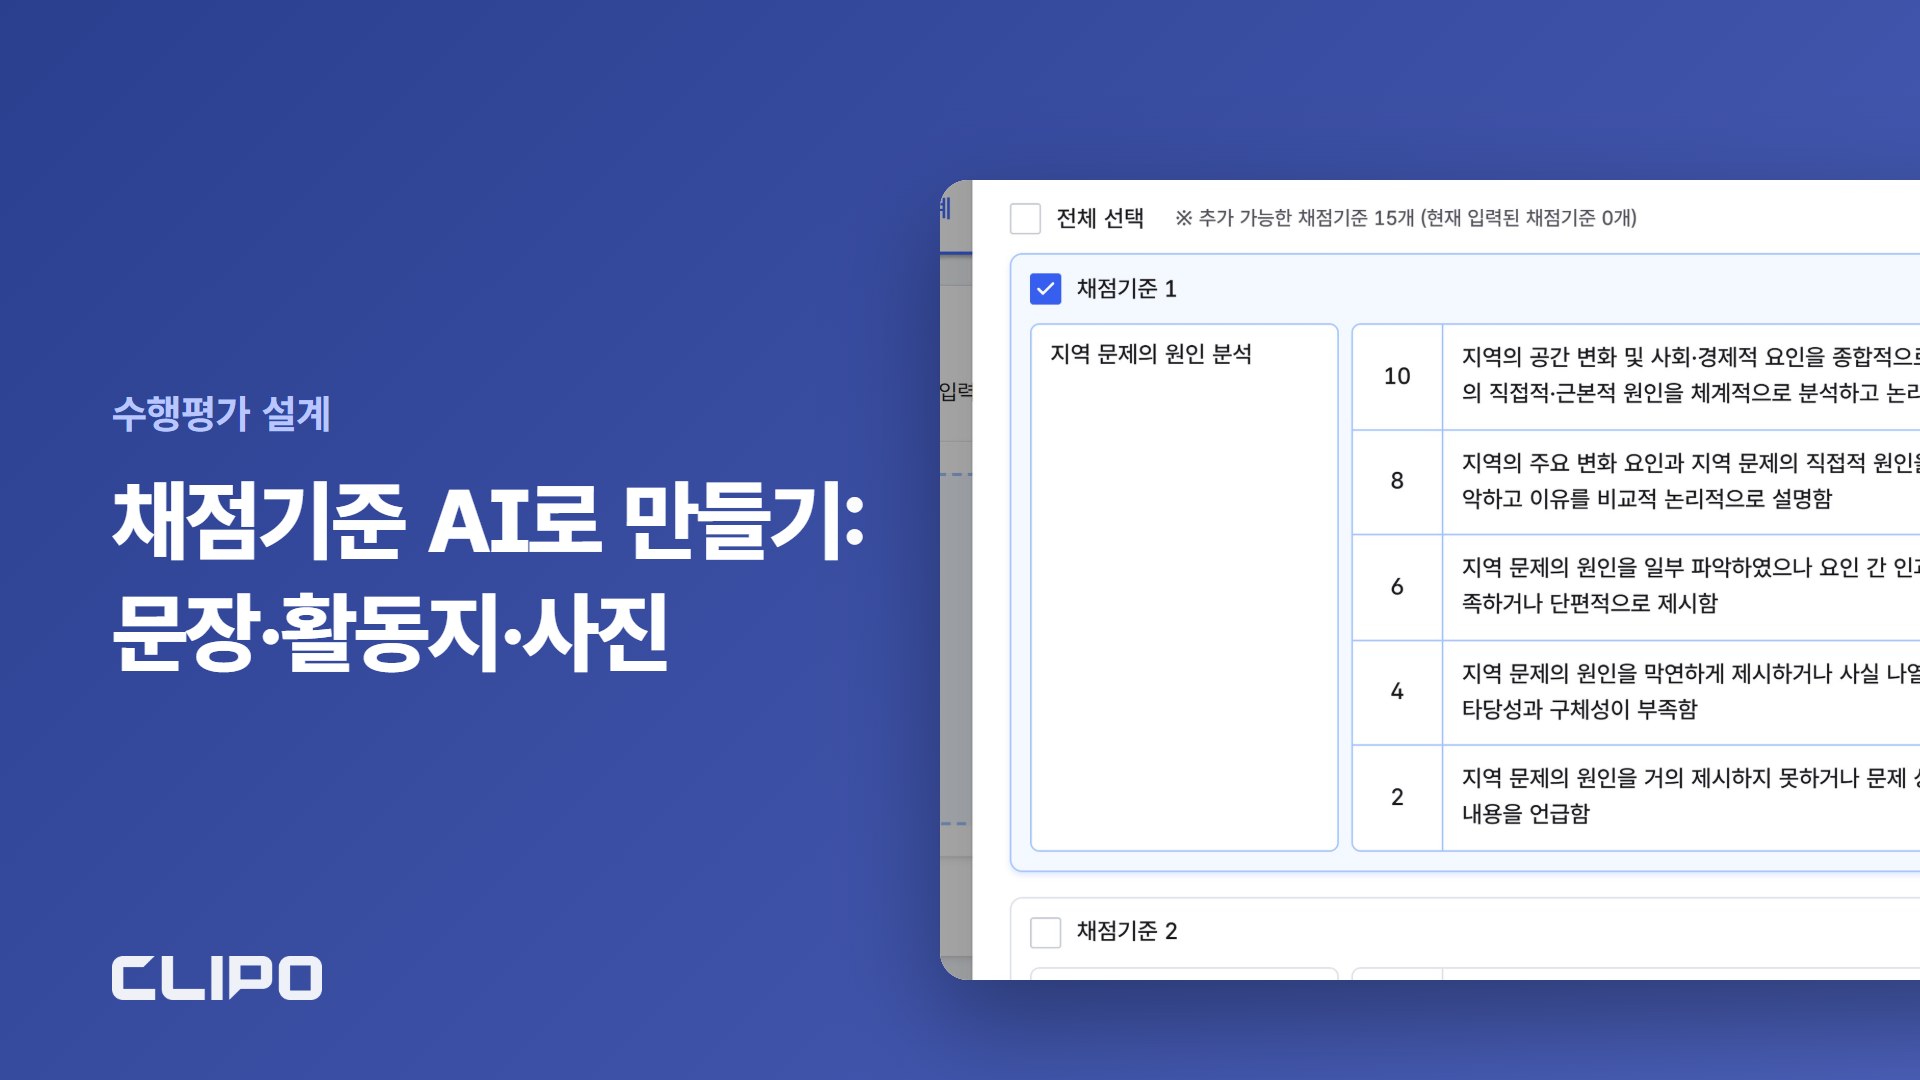 수행평가 설계
채점기준 AI로 만들기:
문장·활동지·사진
CLIPO
계
입력
전체 선택
※ 추가 가능한 채점기준 15개 (현재 입력된 채점기준 0개)
채점기준 1
지역 문제의 원인 분석
10
지역의 공간 변화 및 사회·경제적 요인을 종합적으로
의 직접적·근본적 원인을 체계적으로 분석하고 논리
8
지역의 주요 변화 요인과 지역 문제의 직접적 원인을
악하고 이유를 비교적 논리적으로 설명함
6
지역 문제의 원인을 일부 파악하였으나 요인 간 인과
족하거나 단편적으로 제시함
4
지역 문제의 원인을 막연하게 제시하거나 사실 나열
타당성과 구체성이 부족함
2
지역 문제의 원인을 거의 제시하지 못하거나 문제
내용을 언급함
채점기준 2